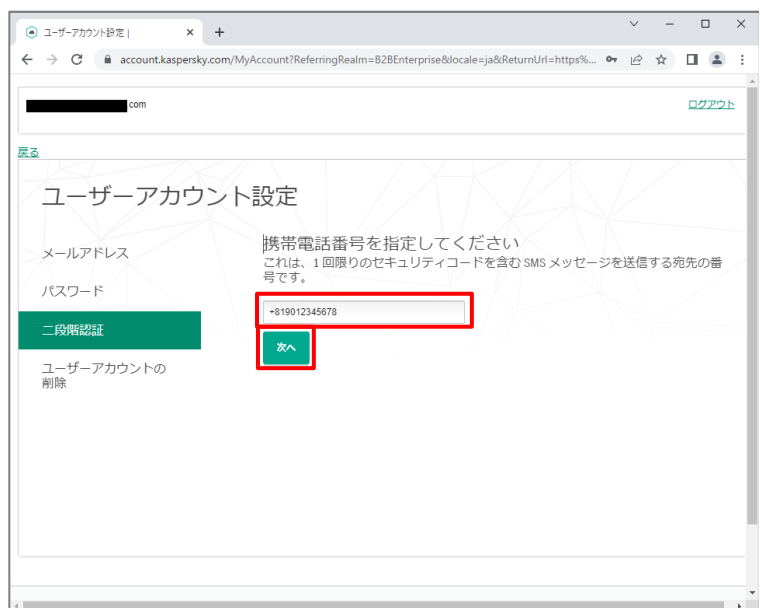 ユーザーアカウント設定 |
account.kaspersky.com/MyAccount?ReferringRealm=B2BEnterprise&locale=ja&ReturnUrl=https%...
com
ログアウト
戻る
ユーザーアカウント設定
メールアドレス
パスワード
二段階認証
ユーザーアカウントの
削除
携帯電話番号を指定してください
これは、1 回限りのセキュリティコードを含む SMS メッセージを送信する宛先の番
号です。
+819012345678
次へ